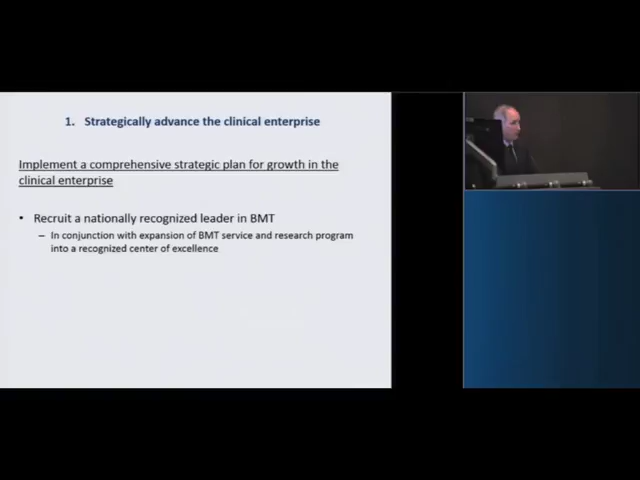 1. Strategically advance the clinical enterprise
Implement a comprehensive strategic plan for growth in the
clinical enterprise
• Recruit a nationally recognized leader in BMT
– In conjunction with expansion of BMT service and research program
into a recognized center of excellence